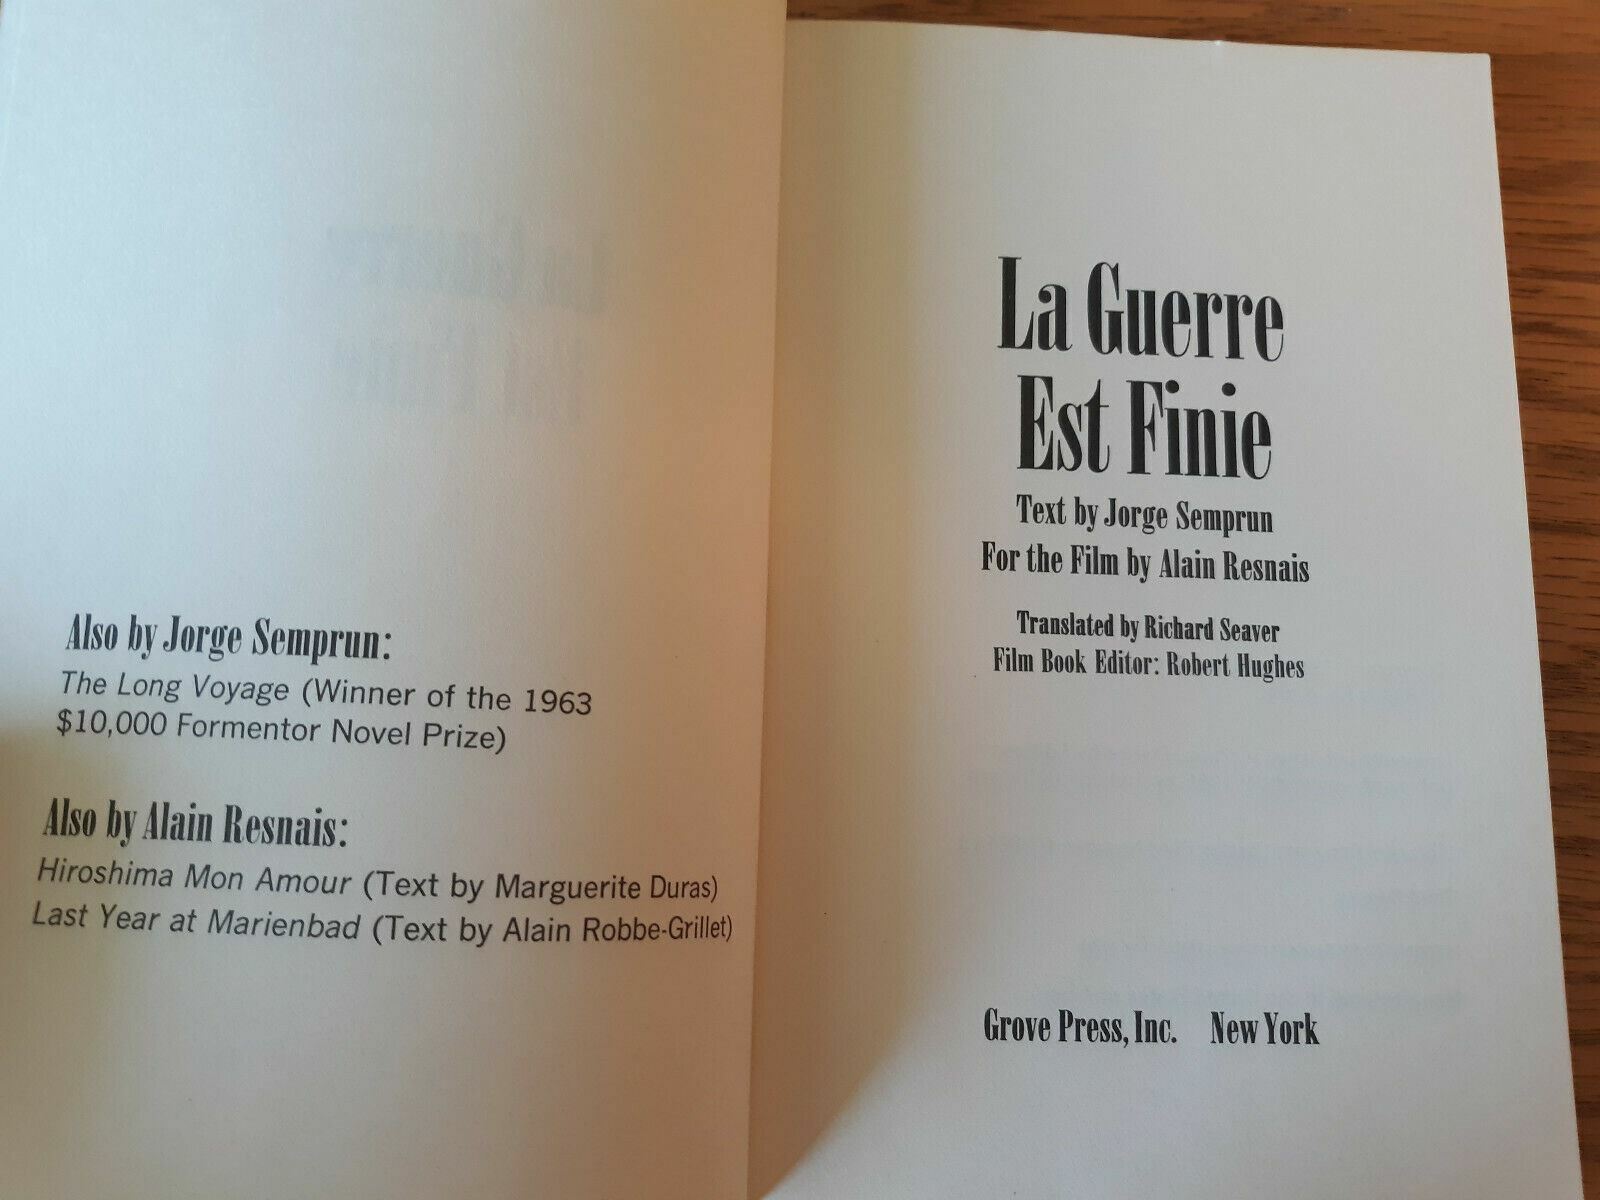 Also by Jorge Semprun:
The Long Voyage (Winner of the 1963
$10,000 Formentor Novel Prize)
Also by Alain Resnais:
Hiroshima Mon Amour (Text by Marguerite Duras)
Last Year at Marienbad (Text by Alain Robbe-Grillet)
La Guerre
Est Finie
Text by Jorge Semprun
For the Film by Alain Resnais
Translated by Richard Seaver
Film Book Editor: Robert Hughes
Grove Press, Inc. New York